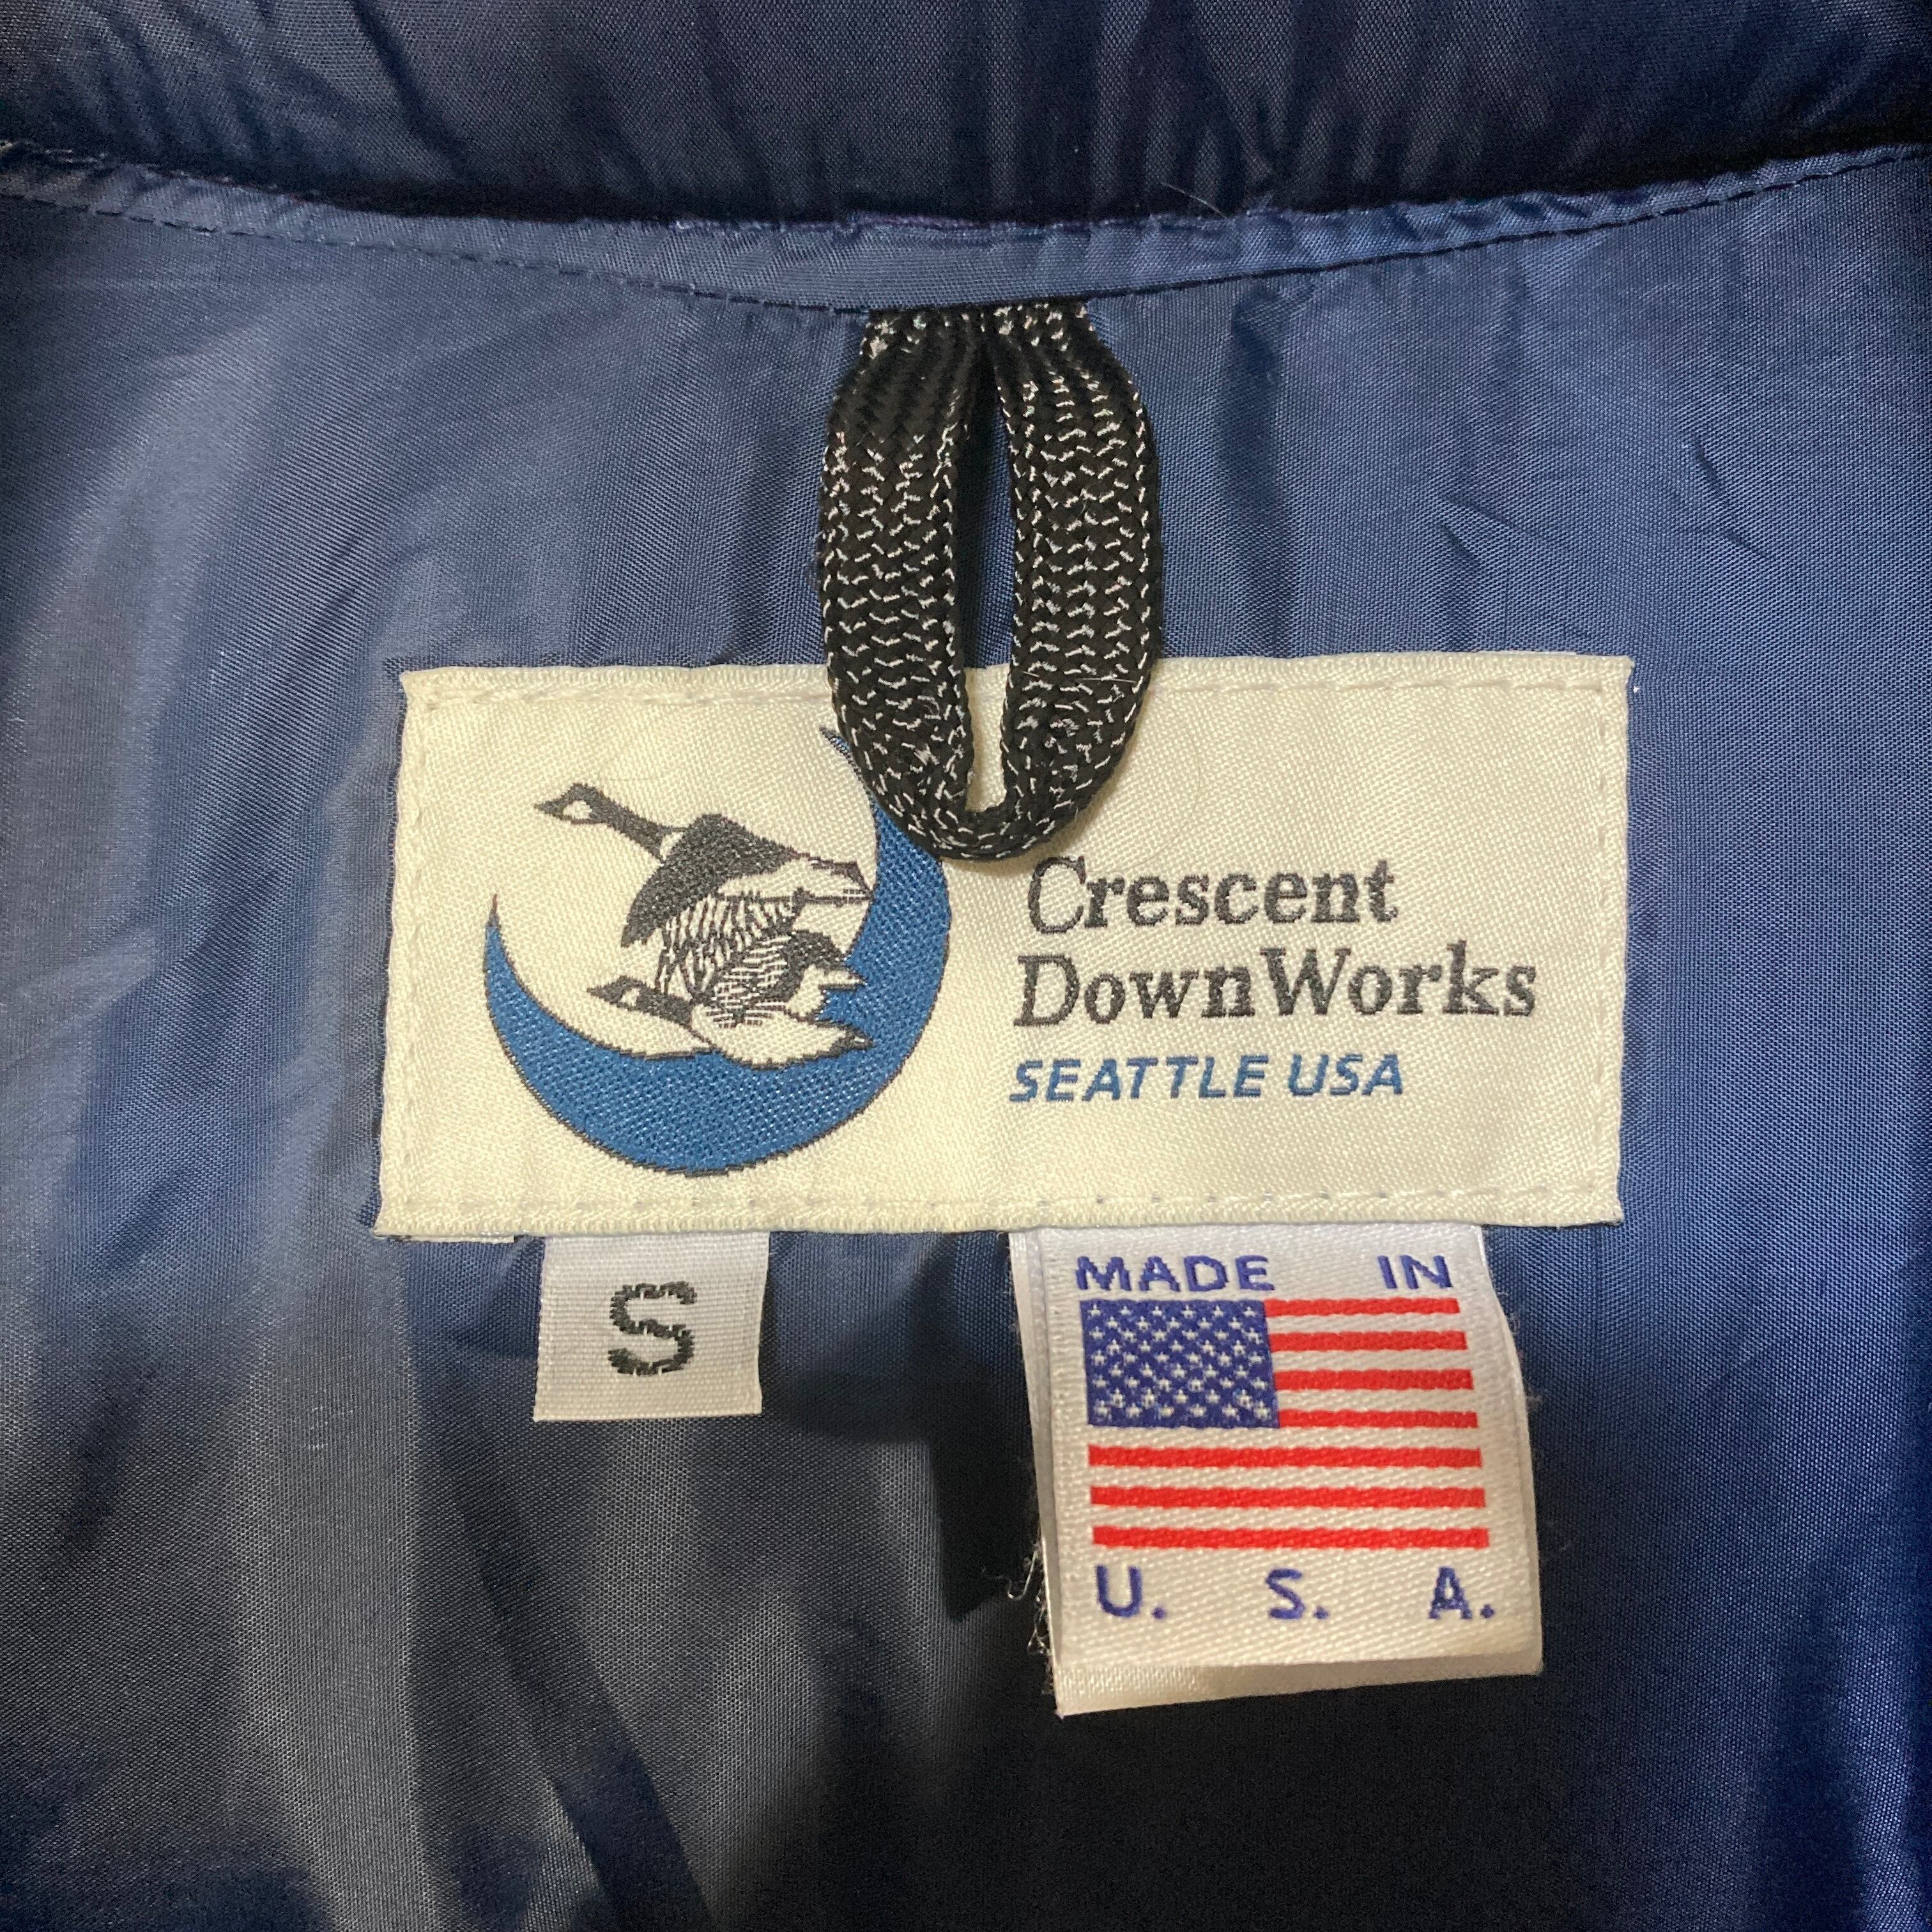 Crescent
DownWorks
SEATTLE USA
S
MADE IN
U. S. A.